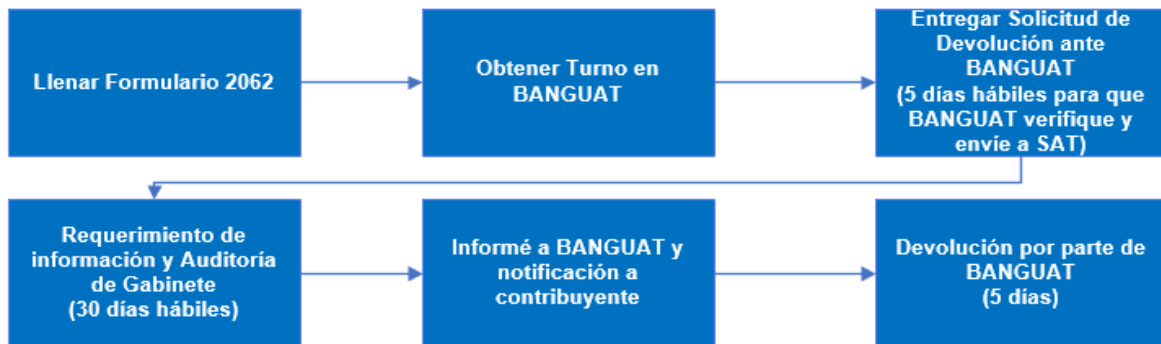 Llenar Formulario 2062
Obtener Turno en
BANGUAT
Entregar Solicitud de
Devolución ante
BANGUAT
(5 días hábiles para que
BANGUAT verifique y
envíe a SAT)
Requerimiento de
información y Auditoría
de Gabinete
(30 días hábiles)
Informé a BANGUAT y
notificación a
contribuyente
Devolución por parte de
BANGUAT
(5 días)